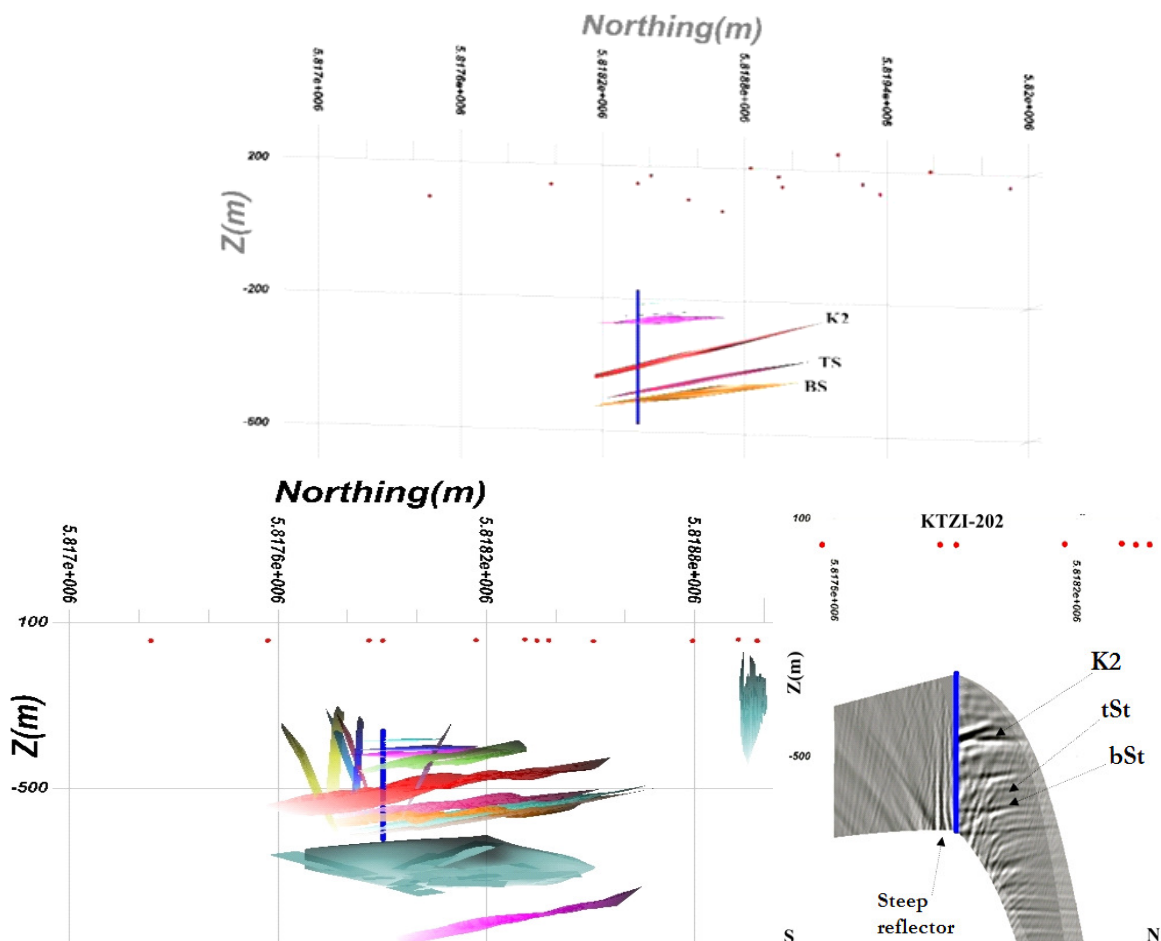 Northing(m)
5.817e+006
5.8176e+006
5.8182e+006
5.8188e+006
5.8194e+006
5.82e+006
200
Z(m)
-200
K2
TS
BS
-600
Northing(m)
5.817e+006
5.8176e+006
5.8182e+006
5.8188e+006
100
Z(m)
-500
100
KTZI-202
5.8176e+006
5.8182e+006
Z(m)
K2
tSt
-500
bSt
Steep
reflector
S
N